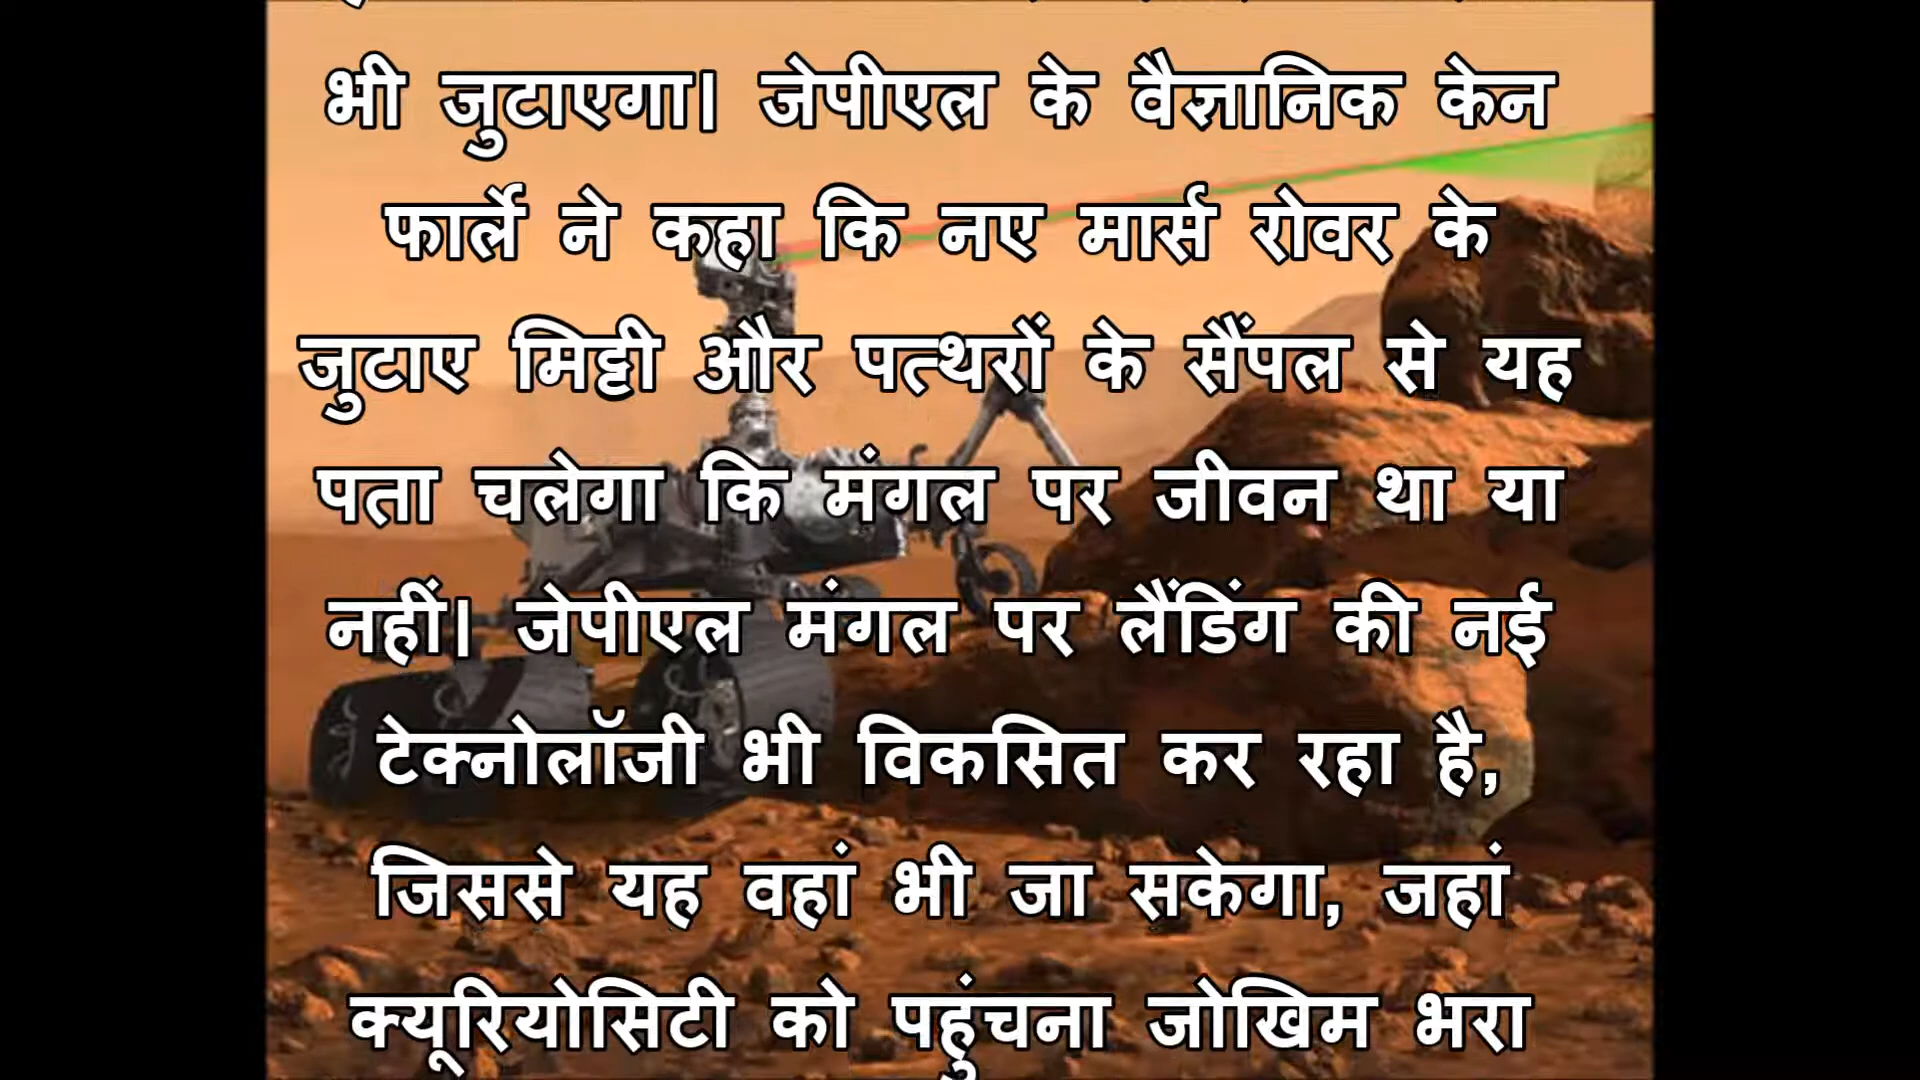 भी जुटाएगा। जेपीएल के वैज्ञानिक केन
फार्ले ने कहा कि नए मार्स रोवर के
जुटाए मिट्टी और पत्थरों के सैंपल से यह
पता चलेगा कि मंगल पर जीवन था या
नहीं। जेपीएल मंगल पर लैंडिंग की नई
टेक्नोलॉजी भी विकसित कर रहा है,
जिससे यह वहां भी जा सकेगा, जहां
क्यूरियोसिटी को पहुंचना जोखिम भरा